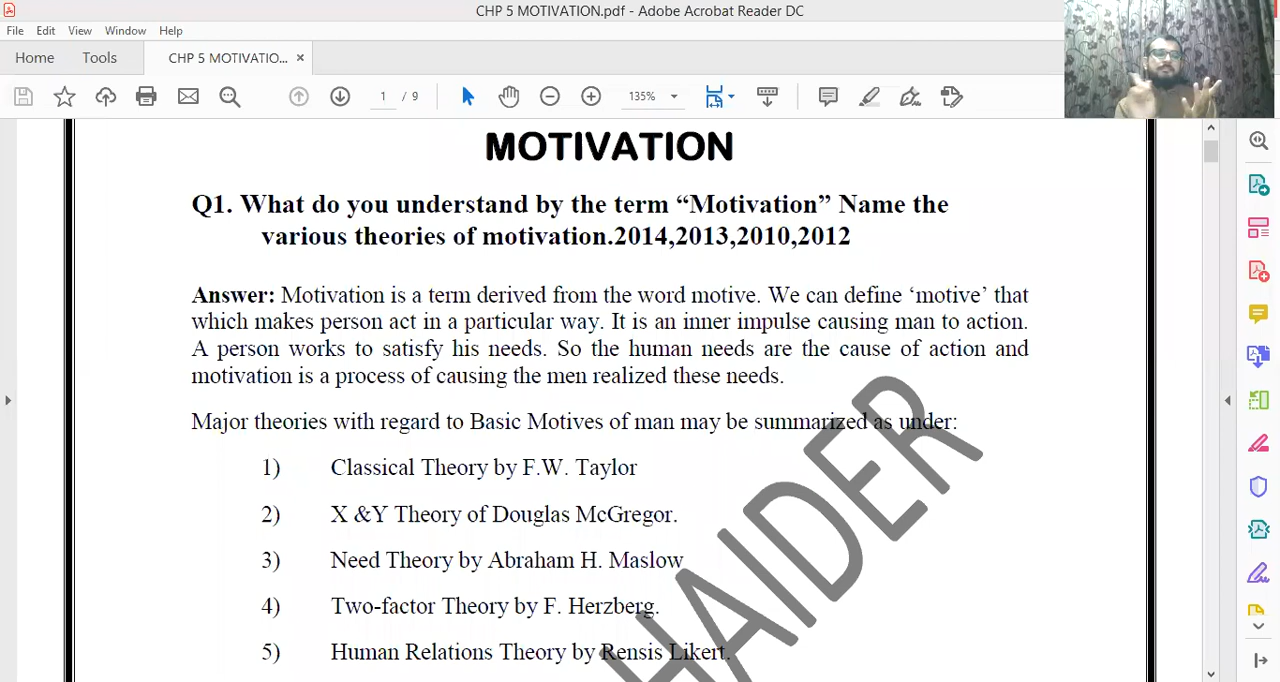 CHP 5 MOTIVATION.pdf - Adobe Acrobat Reader DC
File Edit View Window Help
Home Tools CHP 5 MOTIVATIO... ×
1 / 9 135%
MOTIVATION
Q1. What do you understand by the term “Motivation” Name the
various theories of motivation.2014,2013,2010,2012
Answer: Motivation is a term derived from the word motive. We can define ‘motive’ that
which makes person act in a particular way. It is an inner impulse causing man to action.
A person works to satisfy his needs. So the human needs are the cause of action and
motivation is a process of causing the men realized these needs.
Major theories with regard to Basic Motives of man may be summarized as under:
1) Classical Theory by F.W. Taylor
2) X &Y Theory of Douglas McGregor.
3) Need Theory by Abraham H. Maslow
4) Two-factor Theory by F. Herzberg.
5) Human Relations Theory by Rensis Likert.
HAIDER